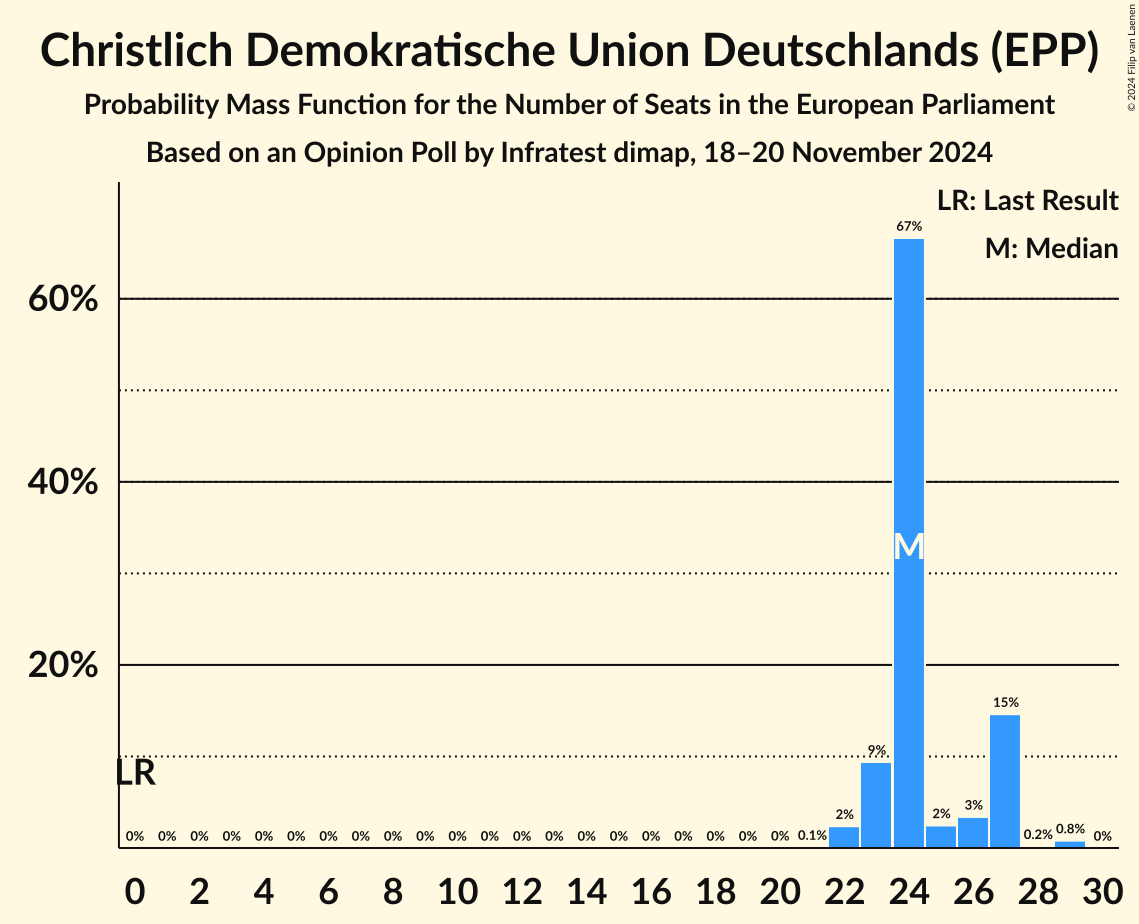 Christlich Demokratische Union Deutschlands (EPP)
Probability Mass Function for the Number of Seats in the European Parliament
Based on an Opinion Poll by Infratest dimap, 18–20 November 2024
© 2024 Filip van Laenen
LR: Last Result
M: Median
67%
60%
40%
M
20%
15%
9%
LR
0% 0% 0% 0% 0% 0% 0% 0% 0% 0% 0% 0% 0% 0% 0% 0% 0% 0% 0% 0% 0% 0.1% 2% 2% 3% 0.2% 0.8% 0%
0 2 4 6 8 10 12 14 16 18 20 22 24 26 28 30